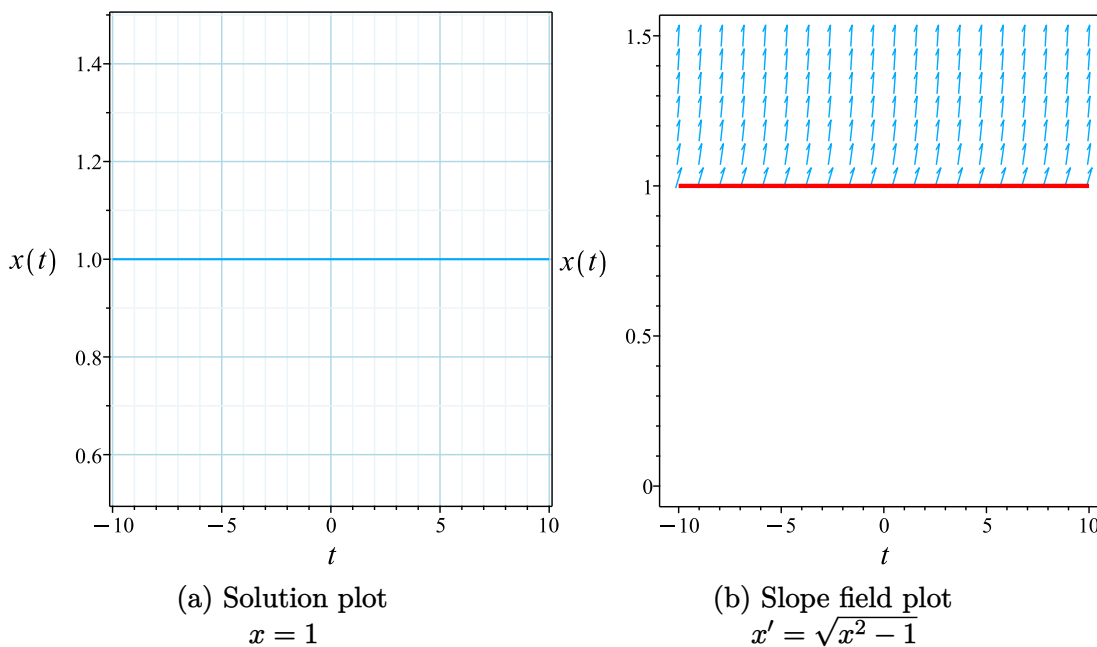 1.4
1.2
x(t) 1.0
0.8
0.6
−10 −5 0 5 10
t
(a) Solution plot
x = 1
1.5
1
x(t)
0.5
0
−10 −5 0 5 10
t
(b) Slope field plot
x′ = √(x² − 1)